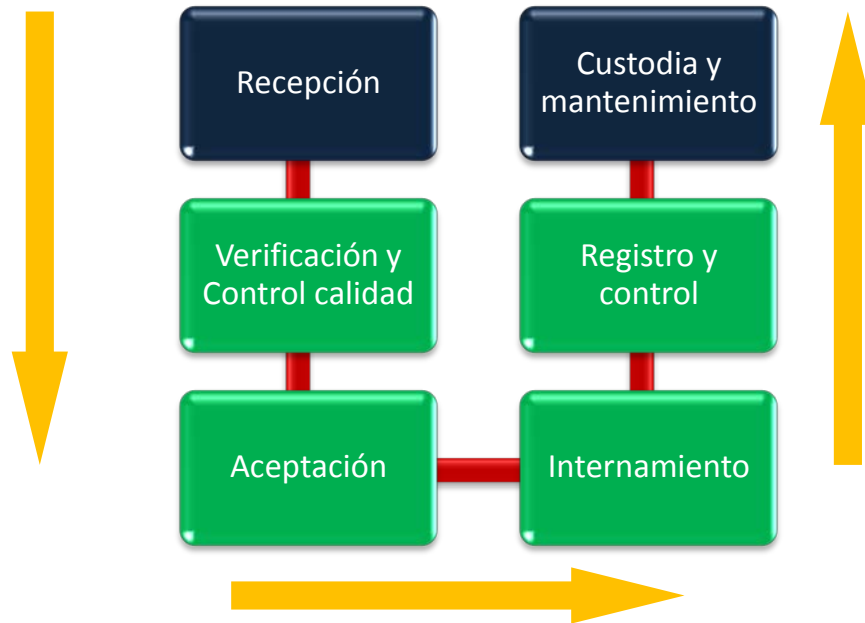 Recepción
Verificación y
Control calidad
Aceptación
Internamiento
Registro y
control
Custodia y
mantenimiento